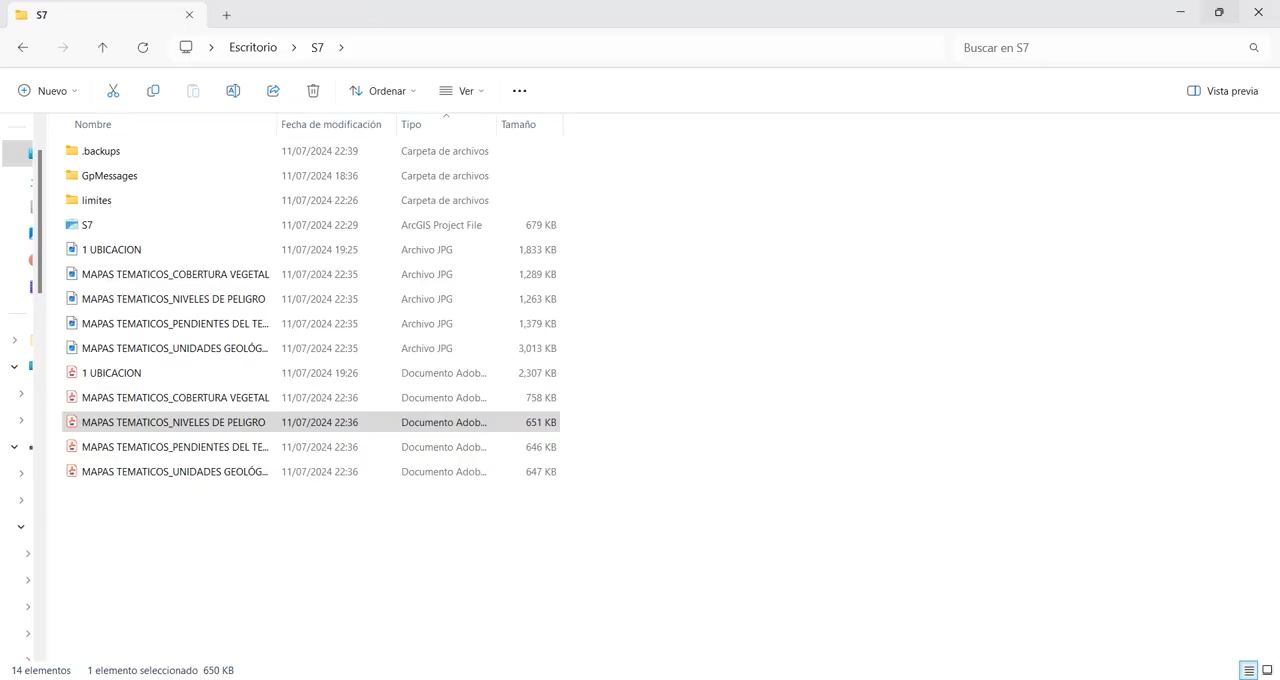 S7
Escritorio S7
Buscar en S7
Nuevo Ordenar Ver Vista previa
Nombre Fecha de modificación Tipo Tamaño
.backups 11/07/2024 22:39 Carpeta de archivos
GpMessages 11/07/2024 18:36 Carpeta de archivos
limites 11/07/2024 22:26 Carpeta de archivos
S7 11/07/2024 22:29 ArcGIS Project File 679 KB
1 UBICACION 11/07/2024 19:25 Archivo JPG 1,833 KB
MAPAS TEMATICOS_COBERTURA VEGETAL 11/07/2024 22:35 Archivo JPG 1,289 KB
MAPAS TEMATICOS_NIVELES DE PELIGRO 11/07/2024 22:35 Archivo JPG 1,263 KB
MAPAS TEMATICOS_PENDIENTES DEL TE... 11/07/2024 22:35 Archivo JPG 1,379 KB
MAPAS TEMATICOS_UNIDADES GEOLÓG... 11/07/2024 22:35 Archivo JPG 3,013 KB
1 UBICACION 11/07/2024 19:26 Documento Adob... 2,307 KB
MAPAS TEMATICOS_COBERTURA VEGETAL 11/07/2024 22:36 Documento Adob... 758 KB
MAPAS TEMATICOS_NIVELES DE PELIGRO 11/07/2024 22:36 Documento Adob... 651 KB
MAPAS TEMATICOS_PENDIENTES DEL TE... 11/07/2024 22:36 Documento Adob... 646 KB
MAPAS TEMATICOS_UNIDADES GEOLÓG... 11/07/2024 22:36 Documento Adob... 647 KB
14 elementos 1 elemento seleccionado 650 KB